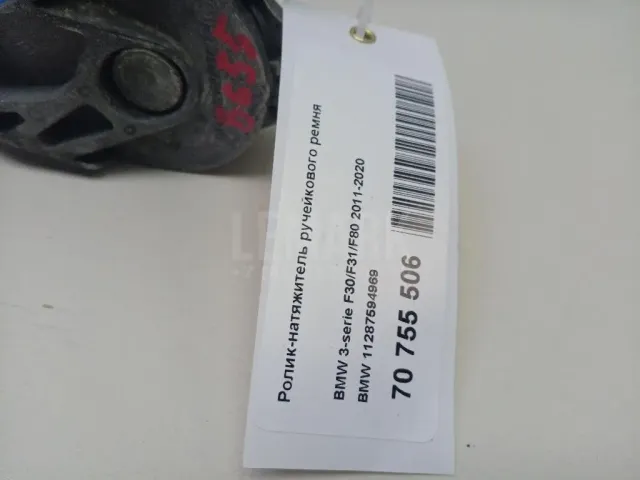 Ролик-натяжитель ручейкового ремня
BMW 3-serie F30/F31/F80 2011-2020
BMW 11287594969
70 755 506